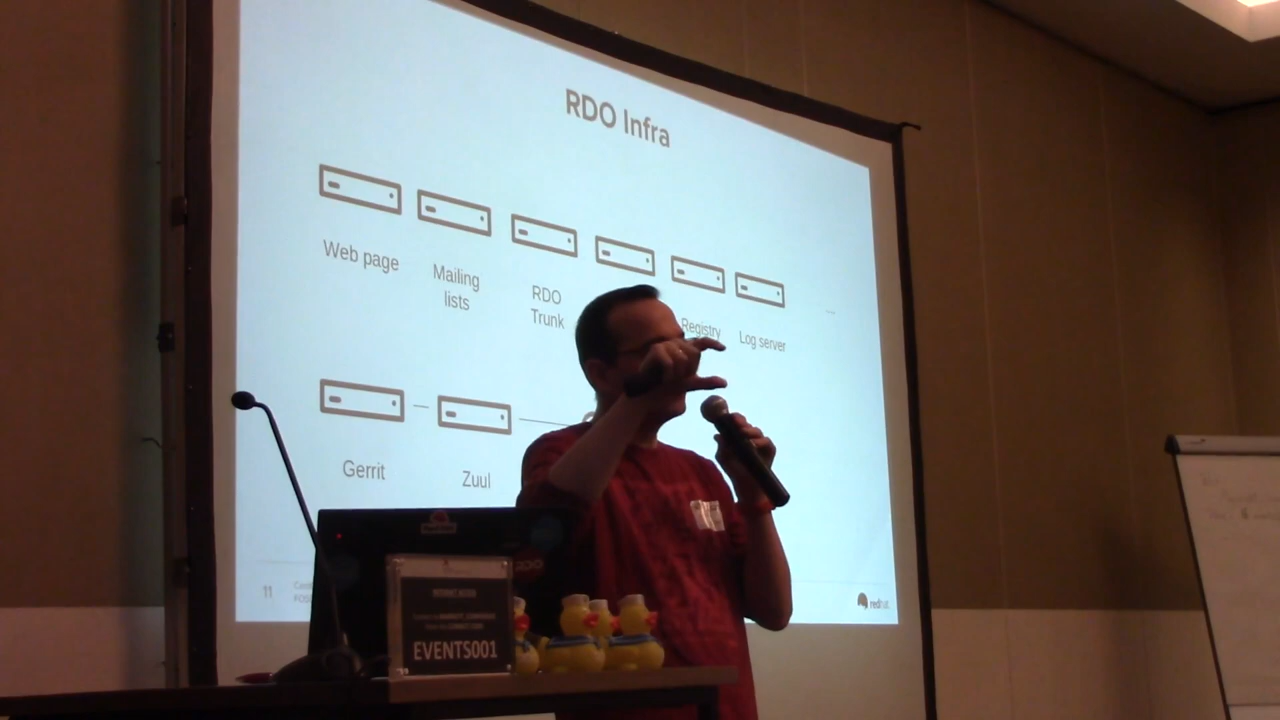 RDO Infra
Web page
Mailing
lists
RDO
Trunk
Registry
Log server
...
Gerrit
Zuul
11
redhat
EVENTS001